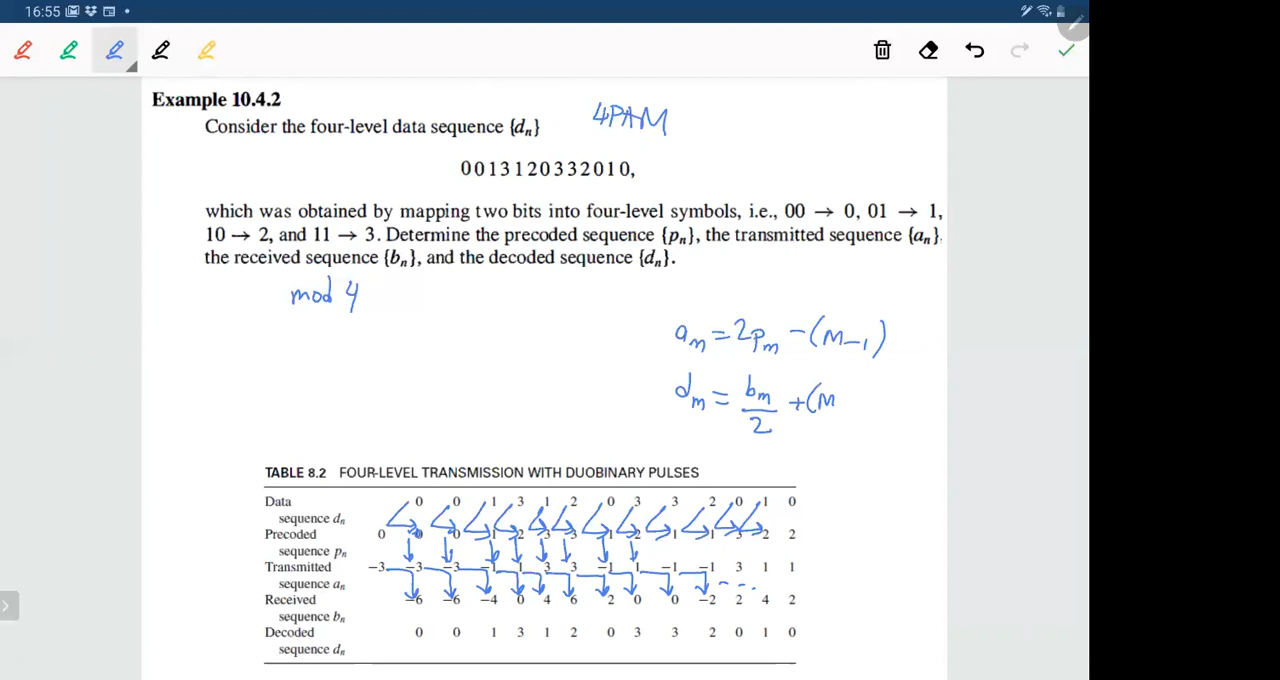 16:55
Example 10.4.2
4PAM
Consider the four-level data sequence {dn}
0 0 1 3 1 2 0 3 3 2 0 1 0,
which was obtained by mapping two bits into four-level symbols, i.e., 00 → 0, 01 → 1,
10 → 2, and 11 → 3. Determine the precoded sequence {pn}, the transmitted sequence {an},
the received sequence {bn}, and the decoded sequence {dn}.
mod 4
am = 2pm - (M-1)
dm = bm/2 + (M
TABLE 8.2 FOUR-LEVEL TRANSMISSION WITH DUOBINARY PULSES
Data 0 0 1 3 1 2 0 3 3 2 0 1 0
sequence dn
Precoded 0 0 0 1 2 3 3 1 2 1 1 3 2 2
sequence pn
Transmitted −3 −3 −3 −1 1 3 3 −1 1 −1 −1 3 1 1
sequence an
Received −6 −6 −4 0 4 6 2 0 0 −2 2 4 2
sequence bn
Decoded 0 0 1 3 1 2 0 3 3 2 0 1 0
sequence dn